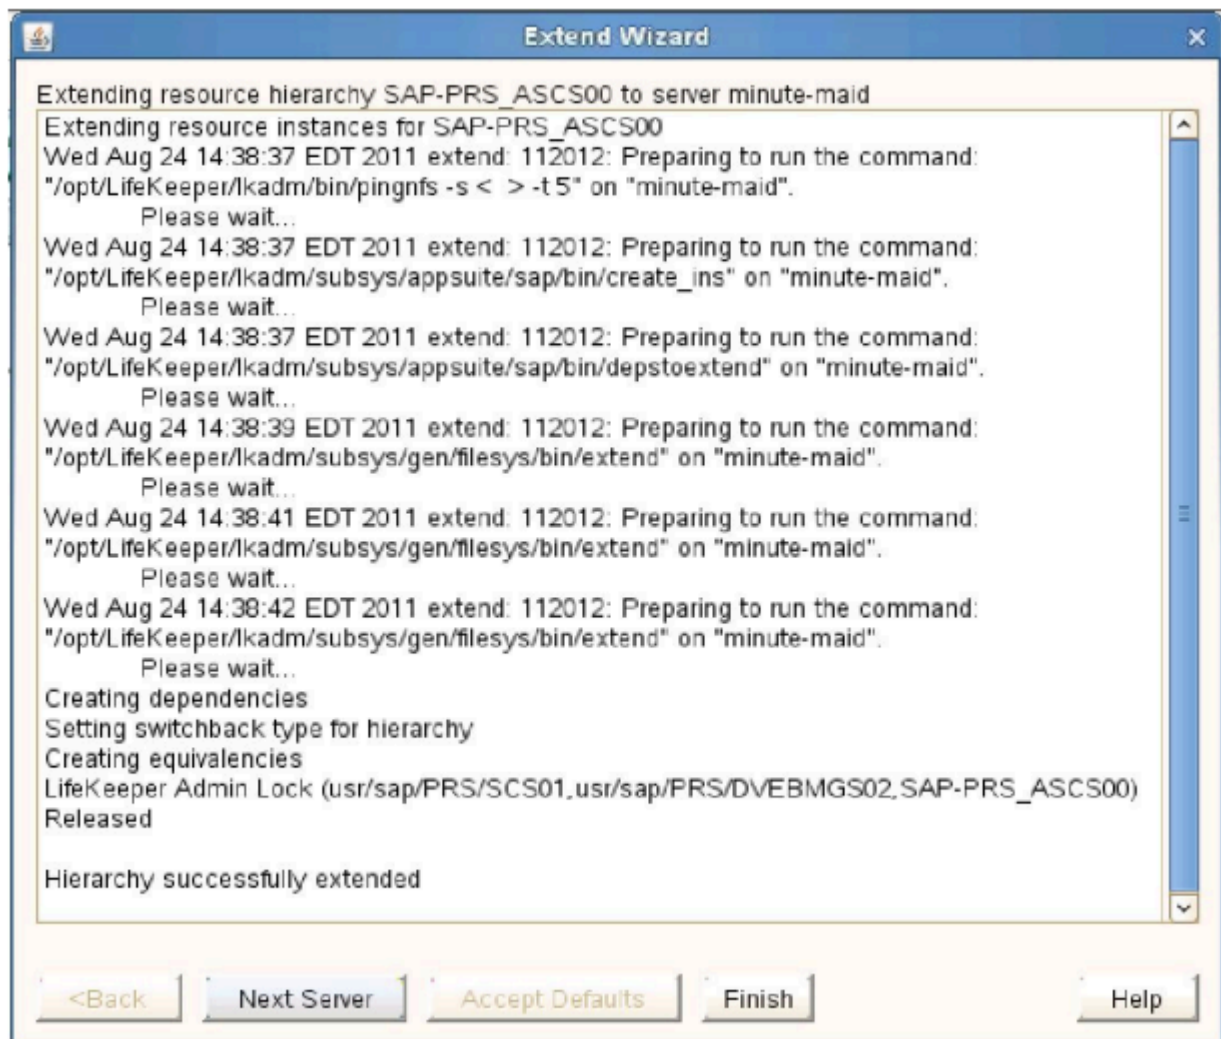 Extend Wizard
Extending resource hierarchy SAP-PRS_ASCS00 to server minute-maid
Extending resource instances for SAP-PRS_ASCS00
Wed Aug 24 14:38:37 EDT 2011 extend: 112012: Preparing to run the command:
"/opt/LifeKeeper/lkadm/bin/pingnfs -s < > -t 5" on "minute-maid".
Please wait...
Wed Aug 24 14:38:37 EDT 2011 extend: 112012: Preparing to run the command:
"/opt/LifeKeeper/lkadm/subsys/appsuite/sap/bin/create_ins" on "minute-maid".
Please wait...
Wed Aug 24 14:38:37 EDT 2011 extend: 112012: Preparing to run the command:
"/opt/LifeKeeper/lkadm/subsys/appsuite/sap/bin/depstoextend" on "minute-maid".
Please wait...
Wed Aug 24 14:38:39 EDT 2011 extend: 112012: Preparing to run the command:
"/opt/LifeKeeper/lkadm/subsys/gen/filesys/bin/extend" on "minute-maid".
Please wait...
Wed Aug 24 14:38:41 EDT 2011 extend: 112012: Preparing to run the command:
"/opt/LifeKeeper/lkadm/subsys/gen/filesys/bin/extend" on "minute-maid".
Please wait...
Wed Aug 24 14:38:42 EDT 2011 extend: 112012: Preparing to run the command:
"/opt/LifeKeeper/lkadm/subsys/gen/filesys/bin/extend" on "minute-maid".
Please wait...
Creating dependencies
Setting switchback type for hierarchy
Creating equivalencies
LifeKeeper Admin Lock (usr/sap/PRS/SCS01,usr/sap/PRS/DVEBMGS02,SAP-PRS_ASCS00)
Released
Hierarchy successfully extended
<Back Next Server Accept Defaults Finish Help